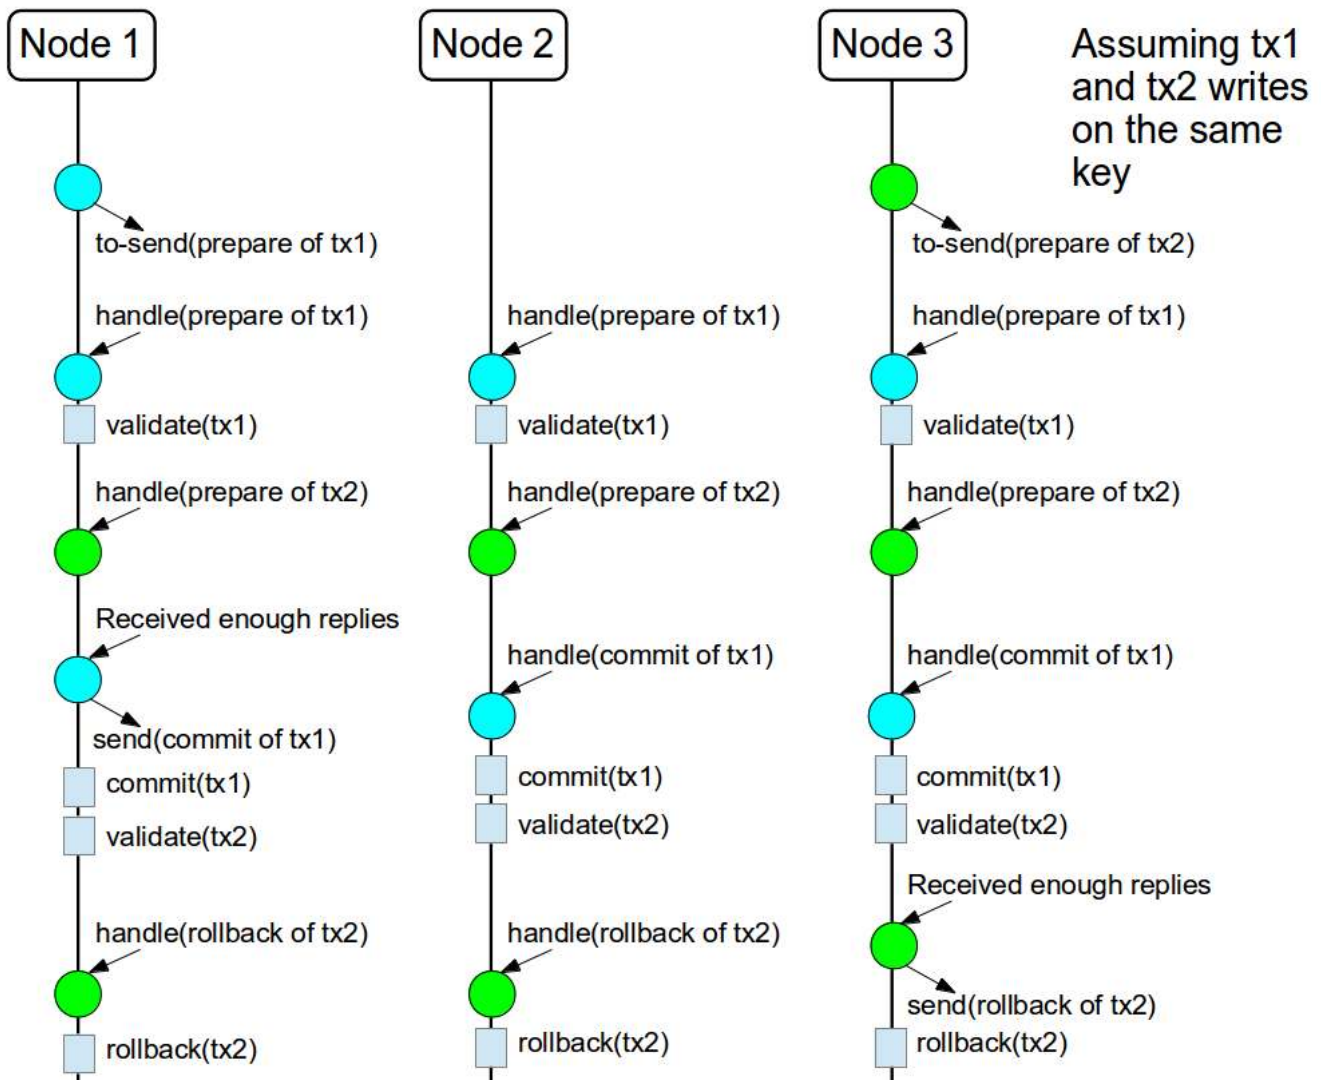 Node 1
Node 2
Node 3
Assuming tx1
and tx2 writes
on the same
key
to-send(prepare of tx1)
to-send(prepare of tx2)
handle(prepare of tx1)
handle(prepare of tx1)
handle(prepare of tx1)
validate(tx1)
validate(tx1)
validate(tx1)
handle(prepare of tx2)
handle(prepare of tx2)
handle(prepare of tx2)
Received enough replies
handle(commit of tx1)
handle(commit of tx1)
send(commit of tx1)
commit(tx1)
commit(tx1)
commit(tx1)
validate(tx2)
validate(tx2)
validate(tx2)
Received enough replies
handle(rollback of tx2)
handle(rollback of tx2)
send(rollback of tx2)
rollback(tx2)
rollback(tx2)
rollback(tx2)